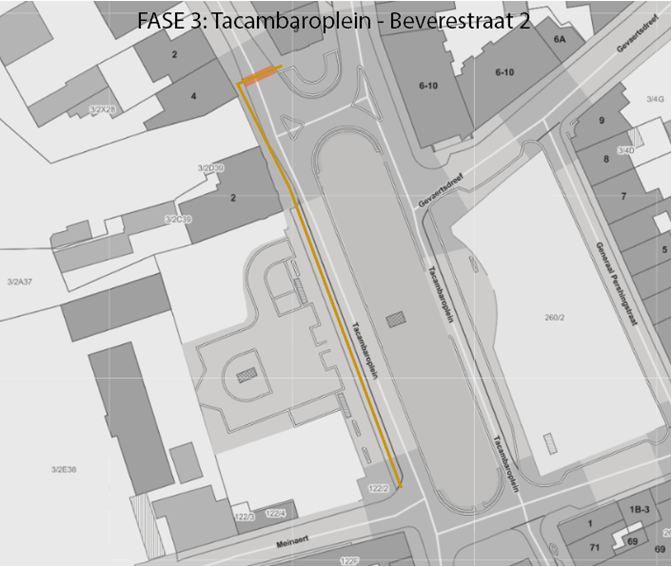 FASE 3: Tacambaroplein - Beverestraat 2
6A
Gevaertsdreef
2
6-10
6-10
4
3/2X28
3/4G
9
3/4D
8
3/2D39
2
7
Gevaertsdreef
3/2C39
5
Generaal Pershingstraat
3/2A37
Tacambaroplein
260/2
Tacambaroplein
Tacambaroplein
3/2E38
122/2
122/3
122/4
1B-3
1
Meinaert
69
71
69
122F